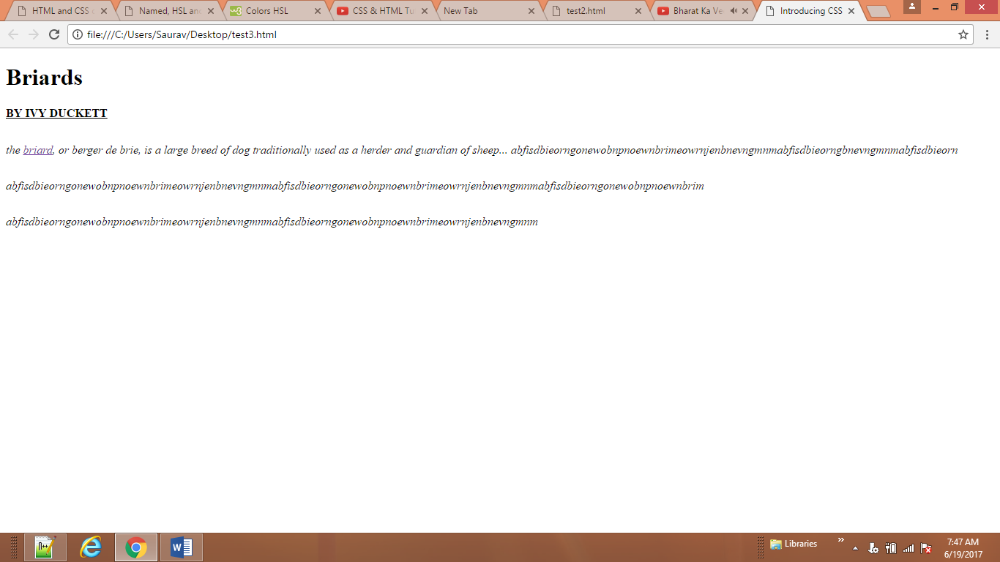 HTML and CSS
Named, HSL an
Colors HSL
CSS & HTML Tu
New Tab
test2.html
Bharat Ka Ve
Introducing CSS
file:///C:/Users/Saurav/Desktop/test3.html
Briards
BY IVY DUCKETT
the briard, or berger de brie, is a large breed of dog traditionally used as a herder and guardian of sheep... abfisdbieorngonewobnpnoewnbrimeowrnjenbnevngmnmabfisdbieorngbnevngmnmabfisdbieorn
abfisdbieorngonewobnpnoewnbrimeowrnjenbnevngmnmabfisdbieorngonewobnpnoewnbrimeowrnjenbnevngmnmabfisdbieorngonewobnpnoewnbrim
abfisdbieorngonewobnpnoewnbrimeowrnjenbnevngmnmabfisdbieorngonewobnpnoewnbrimeowrnjenbnevngmnm
Libraries
7:47 AM
6/19/2017